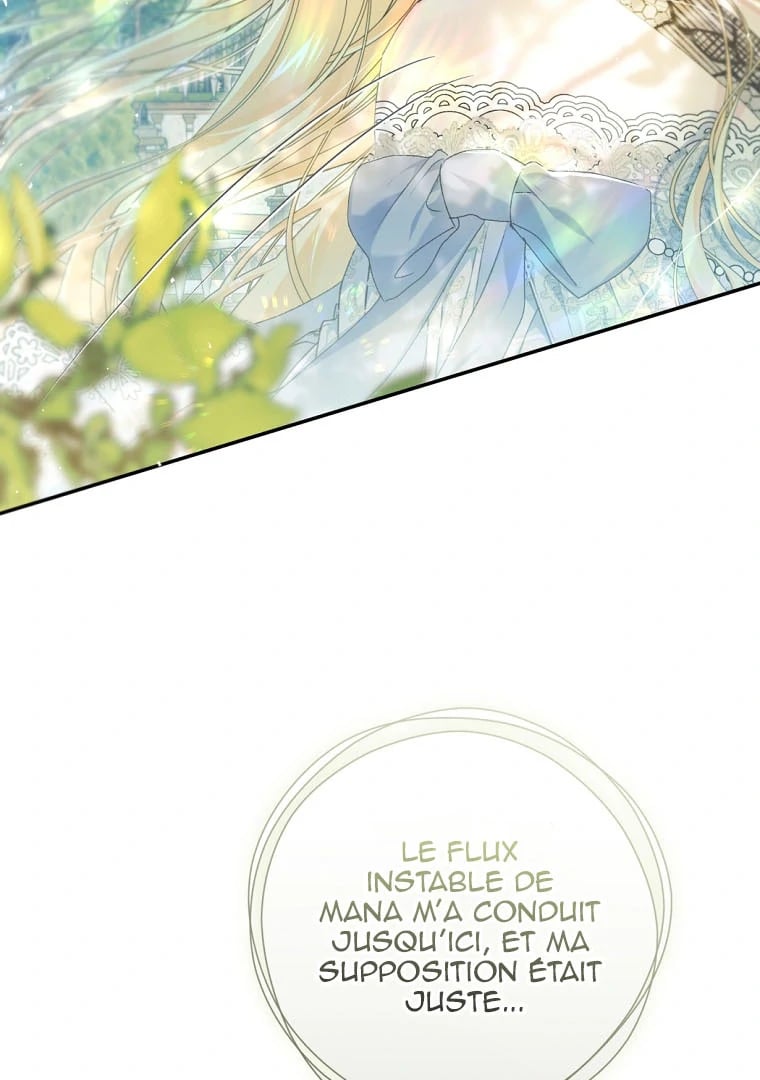 LE FLUX
INSTABLE DE
MANA M'A CONDUIT
JUSQU'ICI, ET MA
SUPPOSITION ÉTAIT
JUSTE...